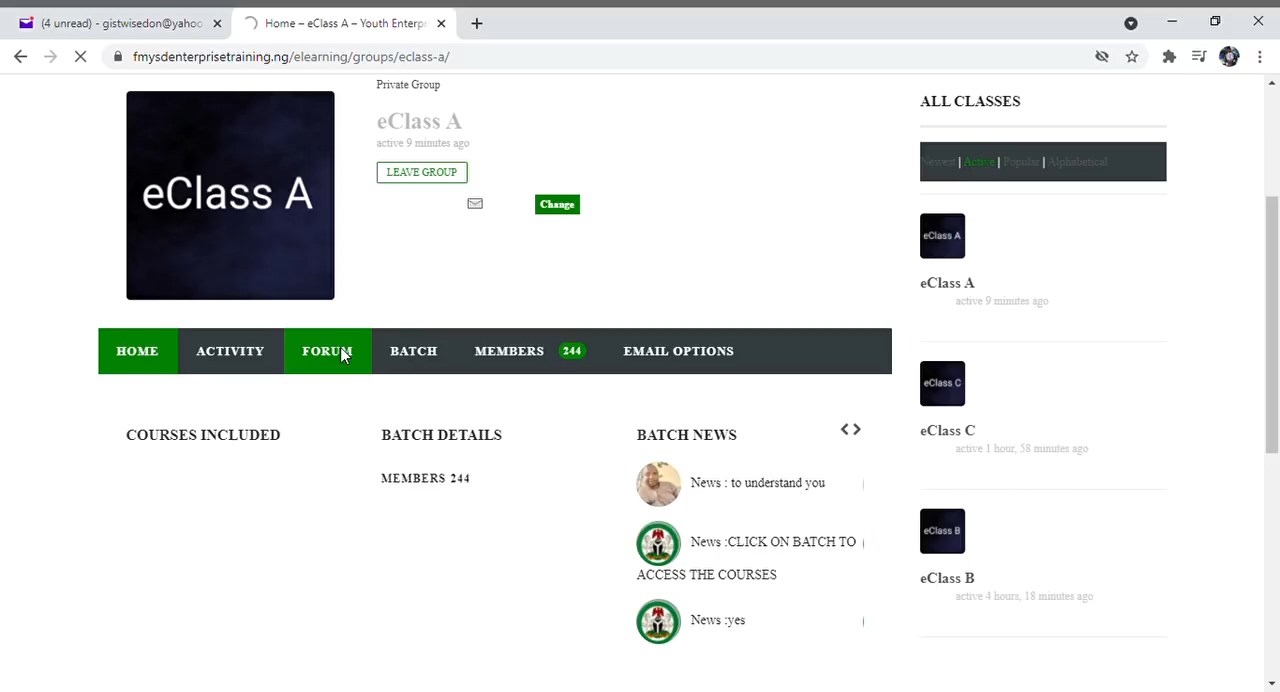 (4 unread) - gistwisedon@yahoo
Home – eClass A – Youth Enterp
fmysdenterprisetraining.ng/elearning/groups/eclass-a/
Private Group
eClass A
eClass A
active 9 minutes ago
LEAVE GROUP
Change
HOME
ACTIVITY
FORUM
BATCH
MEMBERS 244
EMAIL OPTIONS
COURSES INCLUDED
BATCH DETAILS
MEMBERS 244
BATCH NEWS
News : to understand you
News :CLICK ON BATCH TO
ACCESS THE COURSES
News :yes
ALL CLASSES
Newest | Active | Popular | Alphabetical
eClass A
eClass A
active 9 minutes ago
eClass C
eClass C
active 1 hour, 58 minutes ago
eClass B
eClass B
active 4 hours, 18 minutes ago